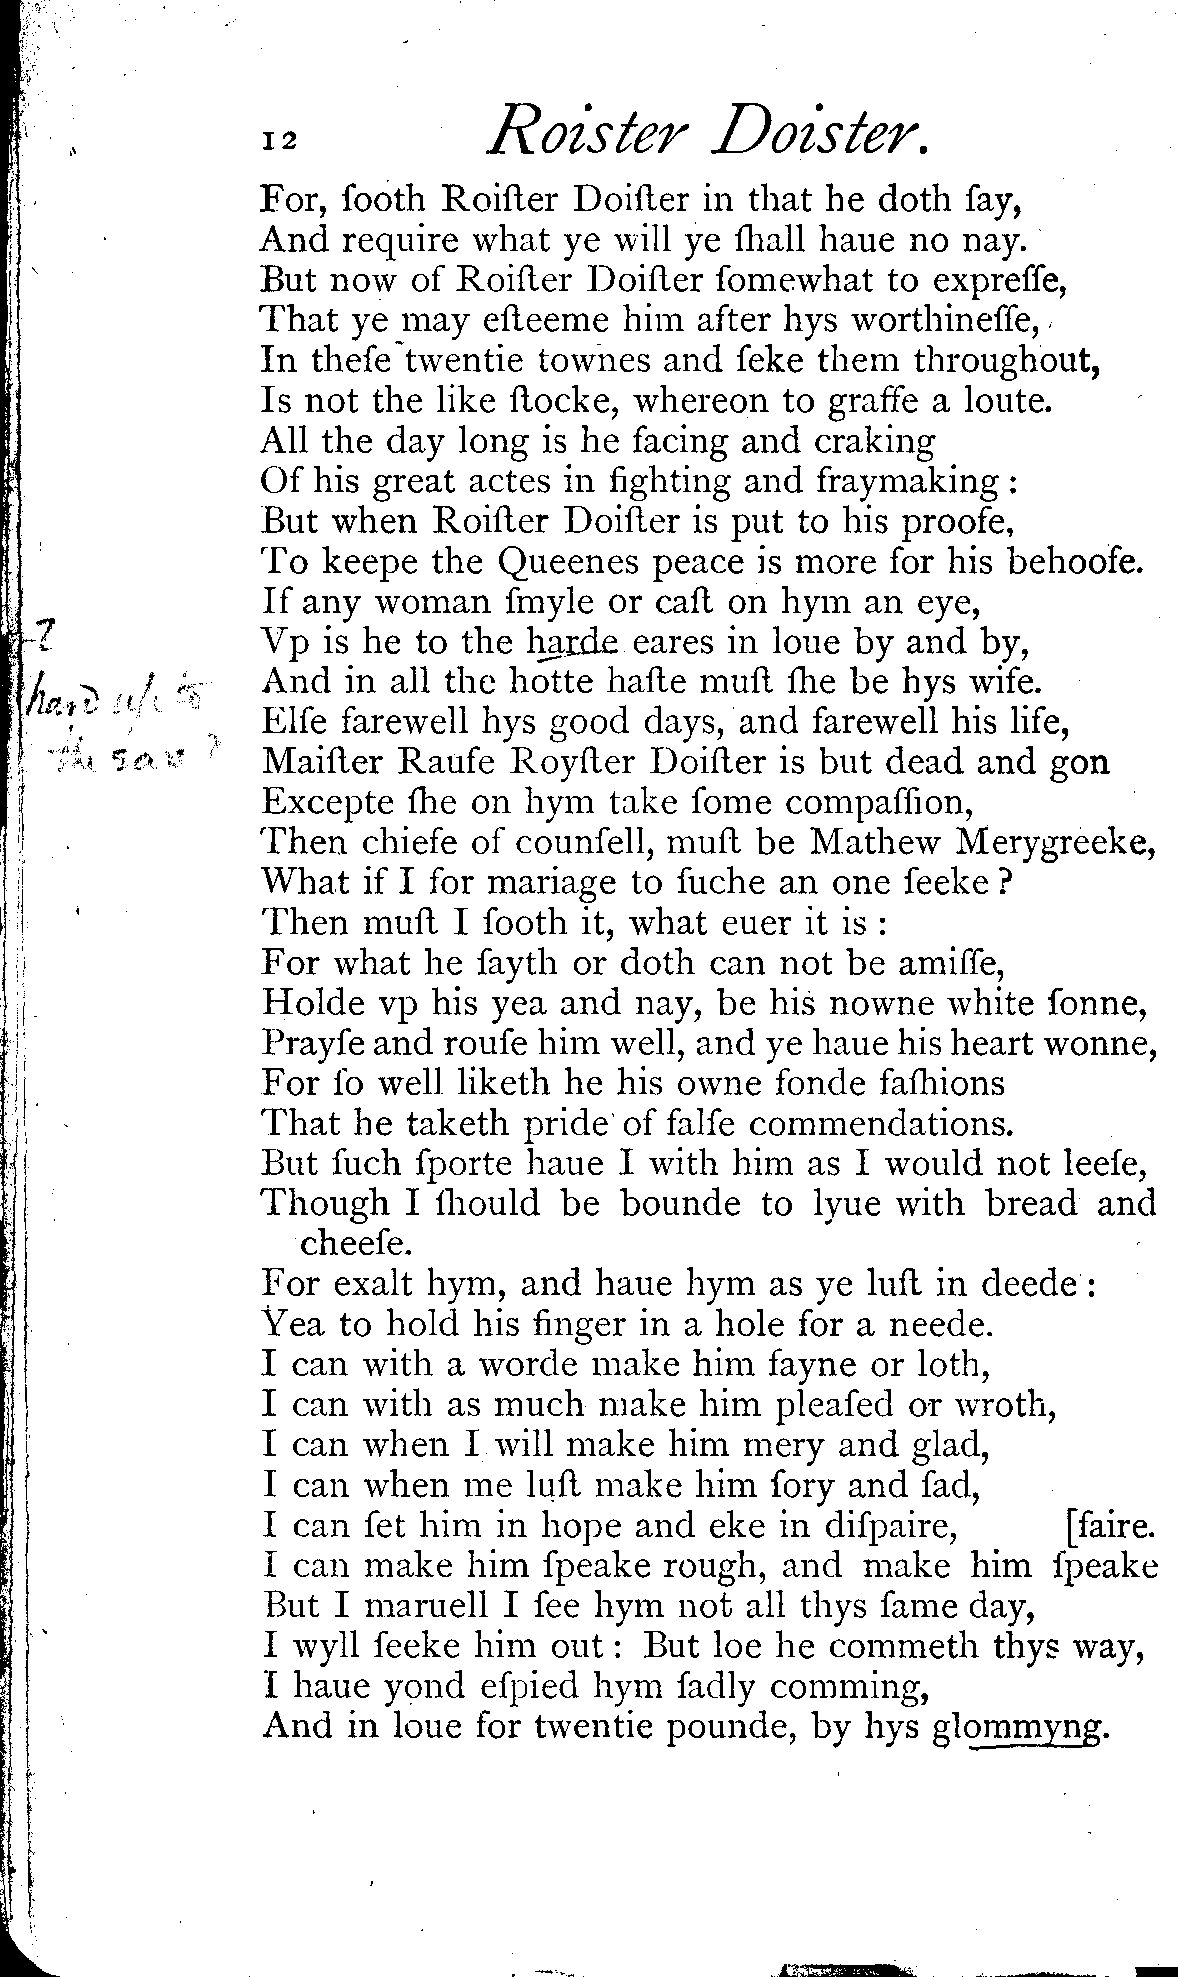 12 Roister Doister.
For, ſooth Roiſter Doiſter in that he doth ſay,
And require what ye will ye ſhall haue no nay.
But now of Roiſter Doiſter ſomewhat to expreſſe,
That ye may eſteeme him after hys worthineſſe,
In theſe twentie townes and ſeke them throughout,
Is not the like ſtocke, whereon to graffe a loute.
All the day long is he facing and craking
Of his great actes in fighting and fraymaking:
But when Roiſter Doiſter is put to his proofe,
To keepe the Queenes peace is more for his behoofe.
If any woman ſmyle or caſt on hym an eye,
?
Vp is he to the harde eares in loue by and by,
hard up to
And in all the hotte haſte muſt ſhe be hys wife.
Elſe farewell hys good days, and farewell his life,
the ?
Maiſter Raufe Royſter Doiſter is but dead and gon
Excepte ſhe on hym take ſome compaſſion,
Then chiefe of counſell, muſt be Mathew Merygreeke,
What if I for mariage to ſuche an one ſeeke?
Then muſt I ſooth it, what euer it is:
For what he ſayth or doth can not be amiſſe,
Holde vp his yea and nay, be his nowne white ſonne,
Prayſe and rouſe him well, and ye haue his heart wonne,
For ſo well liketh he his owne fonde faſhions
That he taketh pride of falſe commendations.
But ſuch ſporte haue I with him as I would not leeſe,
Though I ſhould be bounde to lyue with bread and
cheeſe.
For exalt hym, and haue hym as ye luſt in deede:
Yea to hold his finger in a hole for a neede.
I can with a worde make him fayne or loth,
I can with as much make him pleaſed or wroth,
I can when I will make him mery and glad,
I can when me luſt make him ſory and ſad,
I can ſet him in hope and eke in diſpaire, [faire.
I can make him ſpeake rough, and make him ſpeake
But I maruell I ſee hym not all thys ſame day,
I wyll ſeeke him out: But loe he commeth thys way,
I haue yond eſpied hym ſadly comming,
And in loue for twentie pounde, by hys glommyng.